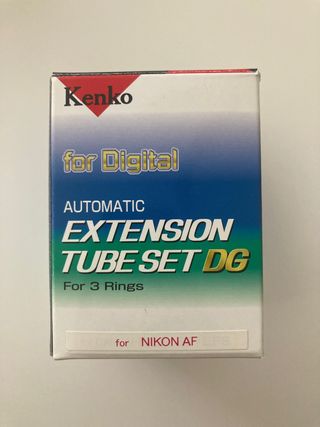 Kenko
for Digital
AUTOMATIC
EXTENSION
TUBE SET DG
For 3 Rings
for NIKON AF